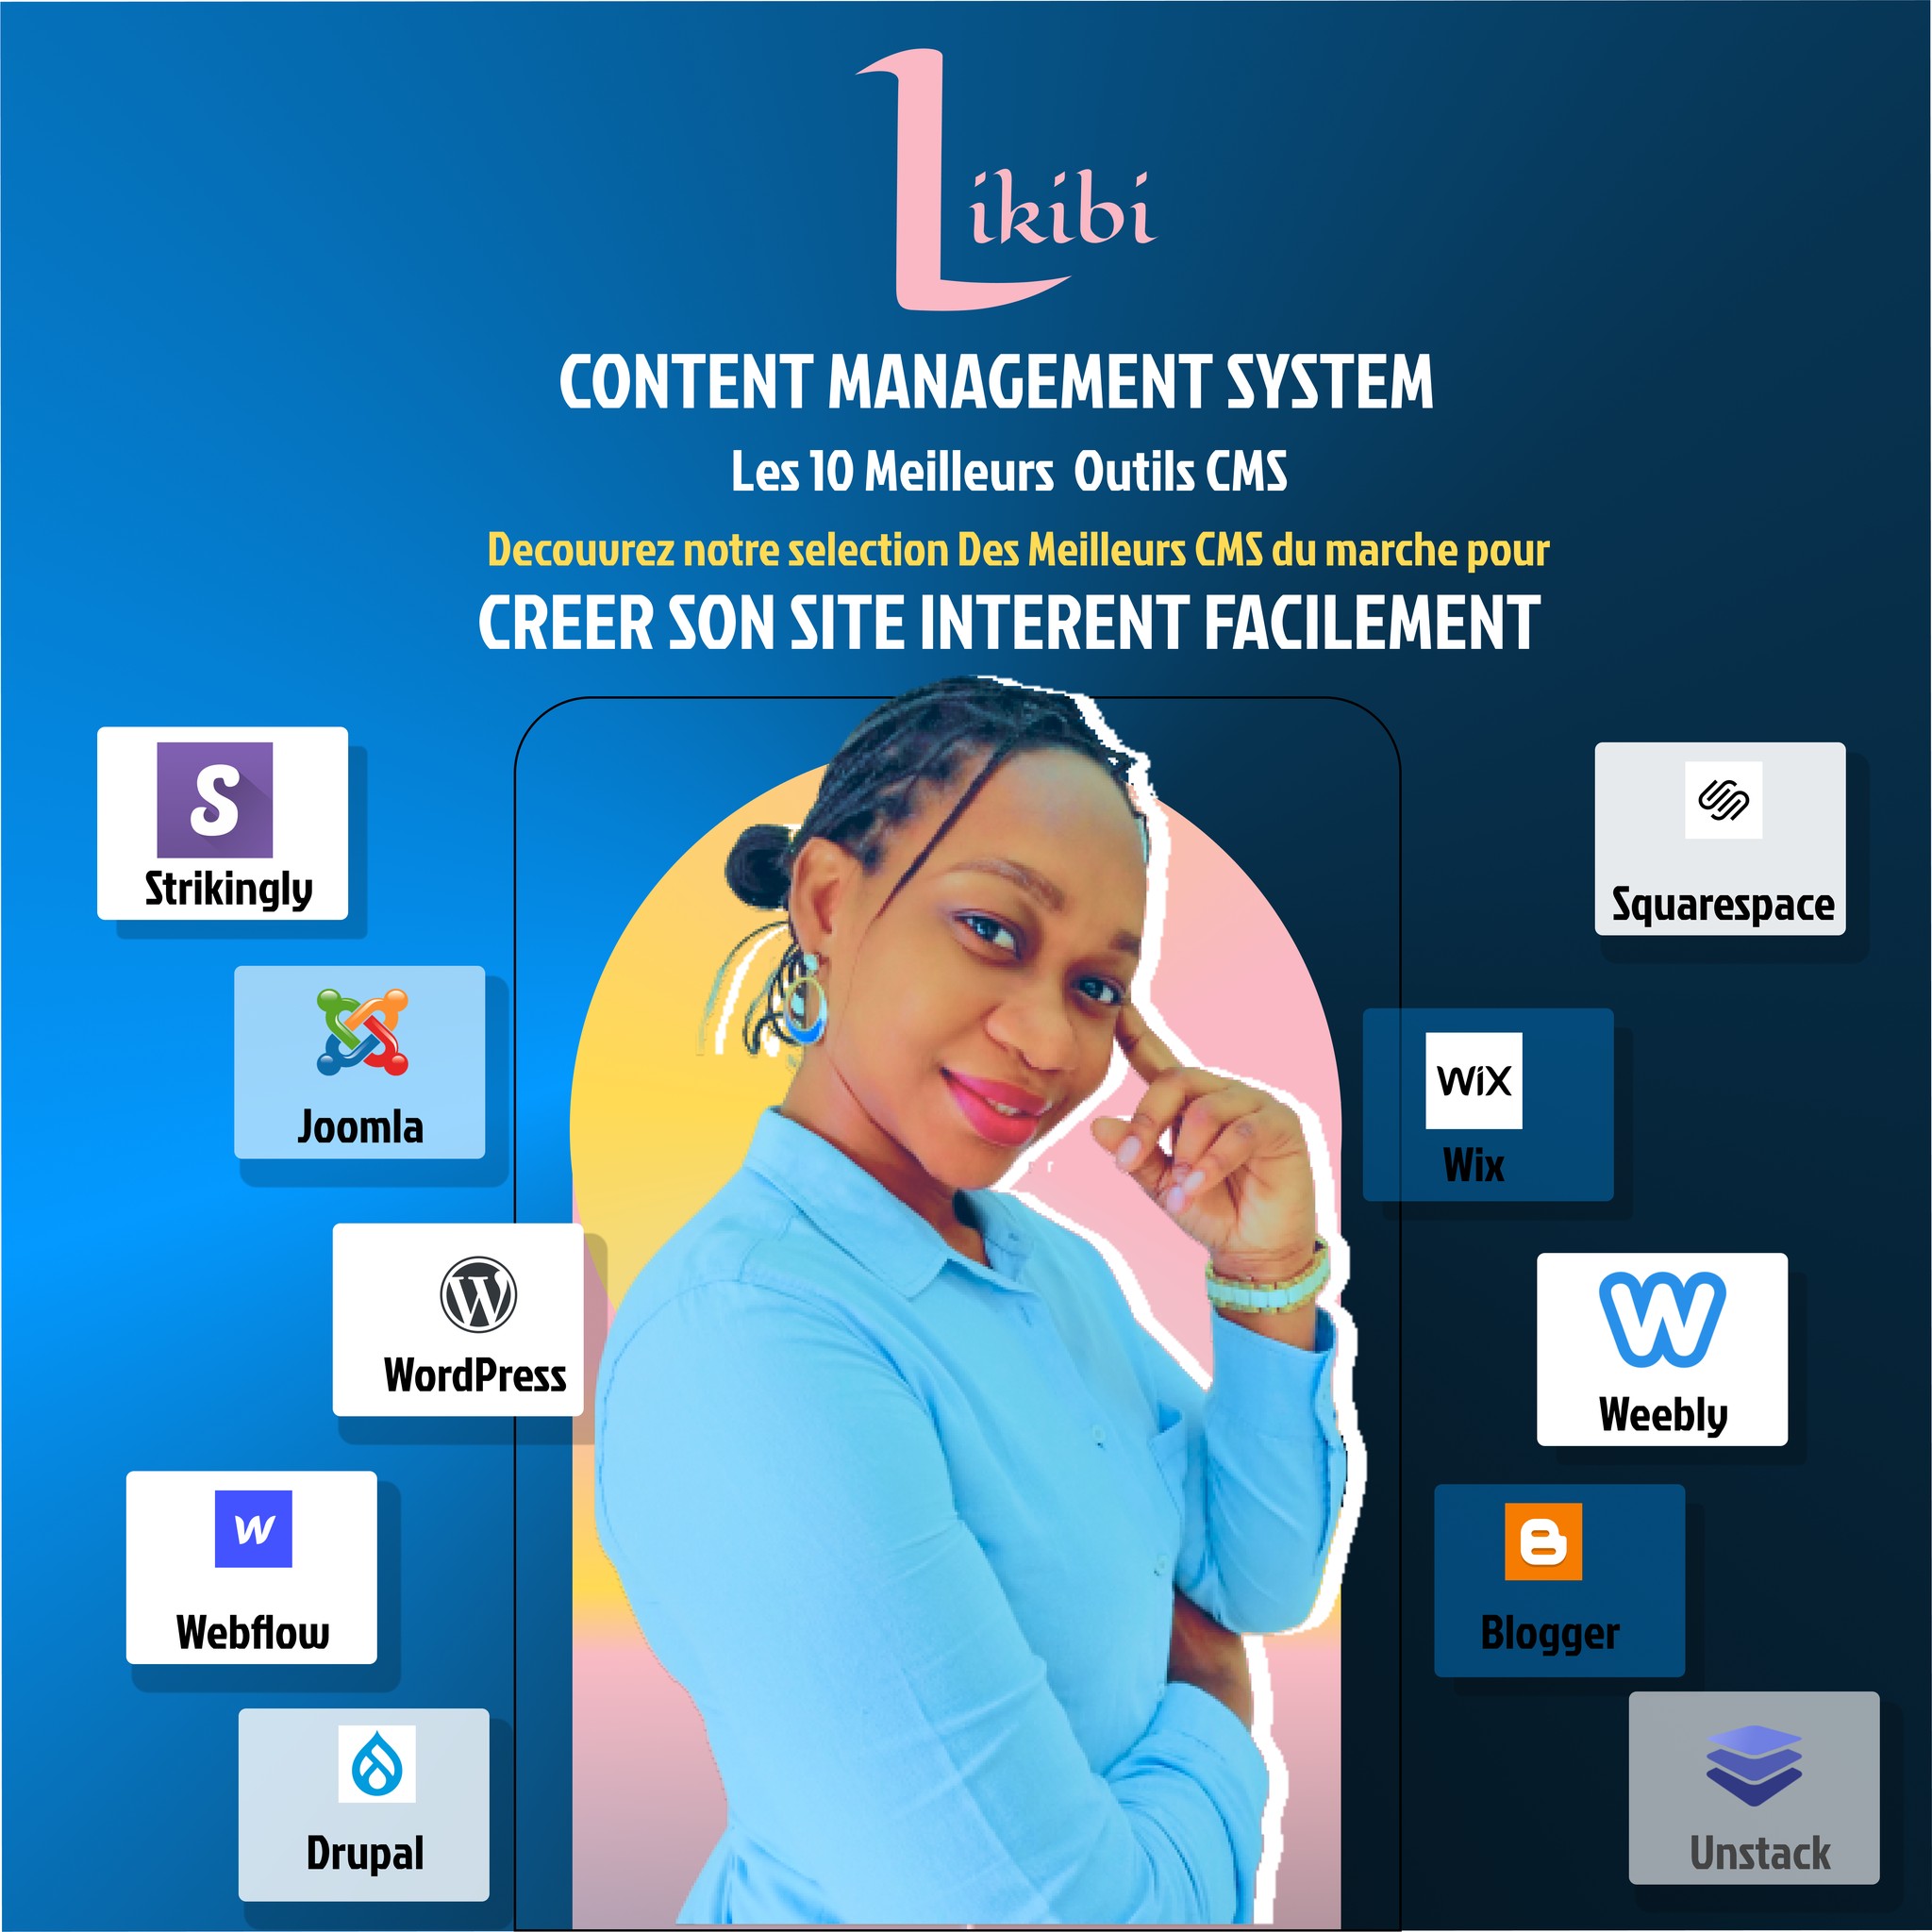 Likibi
CONTENT MANAGEMENT SYSTEM
Les 10 Meilleurs Outils CMS
Decouvrez notre selection Des Meilleurs CMS du marche pour
CREER SON SITE INTERENT FACILEMENT
S
Strikingly
Squarespace
Joomla
WiX
Wix
W
WordPress
W
Weebly
w
Webflow
B
Blogger
Drupal
Unstack